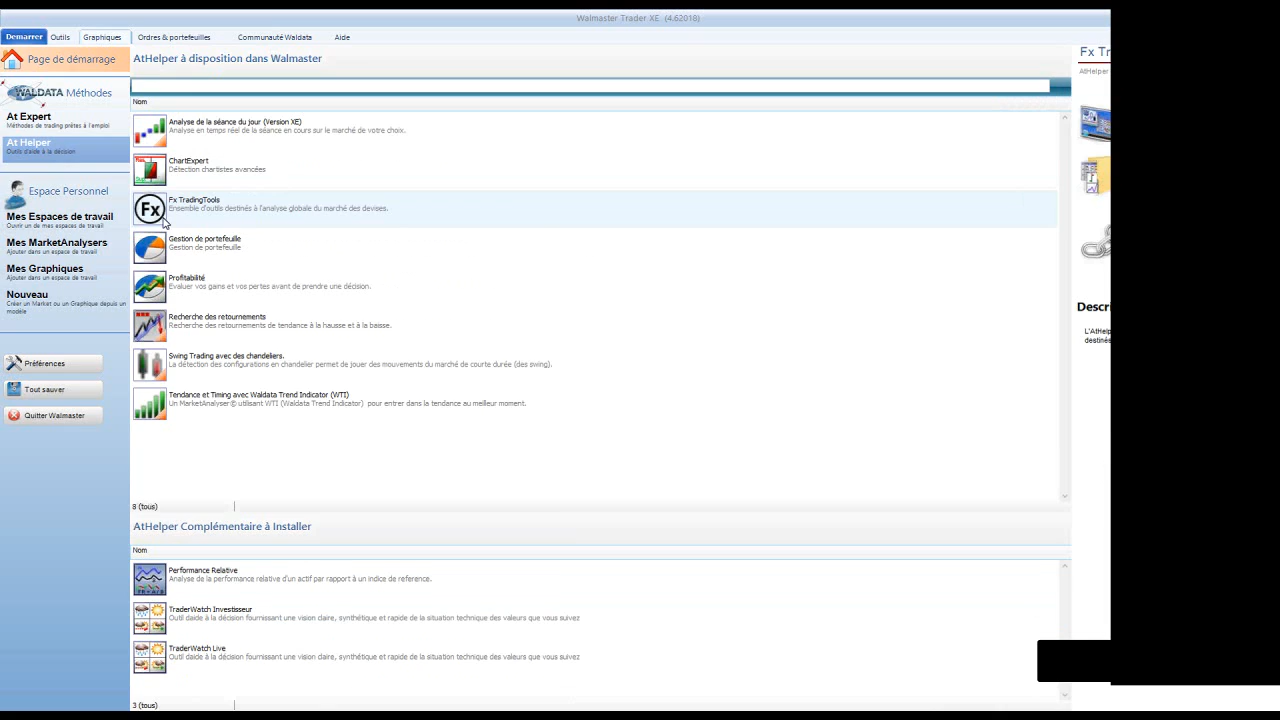 Walmaster Trader XE (4.62018)
Demarrer Outils Graphiques Ordres & portefeuilles Communauté Waldata Aide
Page de démarrage
WALDATA Méthodes
At Expert
Méthodes de trading prêtes à l'emploi
At Helper
Outils d'aide à la décision
Espace Personnel
Mes Espaces de travail
Ouvrir un de mes espaces de travail
Mes MarketAnalysers
Ajouter dans un espace de travail
Mes Graphiques
Ajouter dans un espace de travail
Nouveau
Créer un Market ou un Graphique depuis un
modèle
Préférences
Tout sauver
Quitter Walmaster
AtHelper à disposition dans Walmaster
Nom
Analyse de la séance du jour (Version XE)
Analyse en temps réel de la séance en cours sur le marché de votre choix.
ChartExpert
Détection chartistes avancées
Fx
Fx TradingTools
Ensemble d'outils destinés à l'analyse globale du marché des devises.
Gestion de portefeuille
Gestion de portefeuille
Profitabilité
Evaluer vos gains et vos pertes avant de prendre une décision.
Recherche des retournements
Recherche des retournements de tendance à la hausse et à la baisse.
Swing Trading avec des chandeliers.
La détection des configurations en chandelier permet de jouer des mouvements du marché de courte durée (des swing).
Tendance et Timing avec Waldata Trend Indicator (WTI)
Un MarketAnalyser© utilisant WTI (Waldata Trend Indicator) pour entrer dans la tendance au meilleur moment.
8 (tous)
AtHelper Complémentaire à Installer
Nom
Performance Relative
Analyse de la performance relative d'un actif par rapport à un indice de reference.
TraderWatch Investisseur
Outil daide à la décision fournissant une vision claire, synthétique et rapide de la situation technique des valeurs que vous suivez
TraderWatch Live
Outil daide à la décision fournissant une vision claire, synthétique et rapide de la situation technique des valeurs que vous suivez
3 (tous)
Fx Tr
AtHelper
Descri
L'AtHelp
destinés